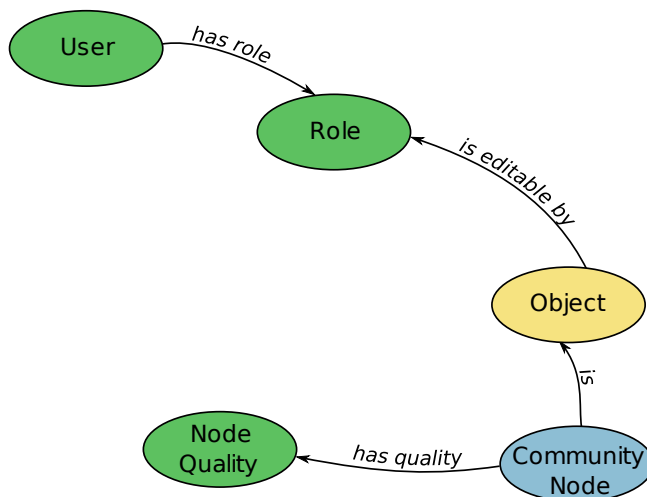 User
has role
Role
is editable by
Object
is
Node
Quality
has quality
Community
Node